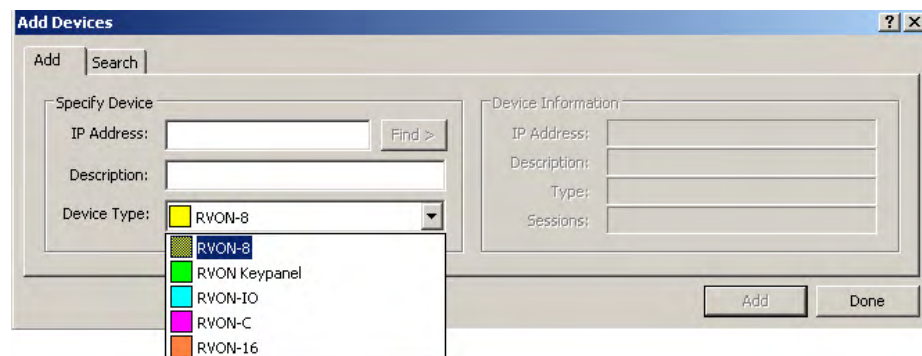 Add Devices
Add Search
Specify Device
IP Address: Find >
Description:
Device Type: RVON-8
RVON-8
RVON Keypanel
RVON-IO
RVON-C
RVON-16
Device Information
IP Address:
Description:
Type:
Sessions:
Add Done